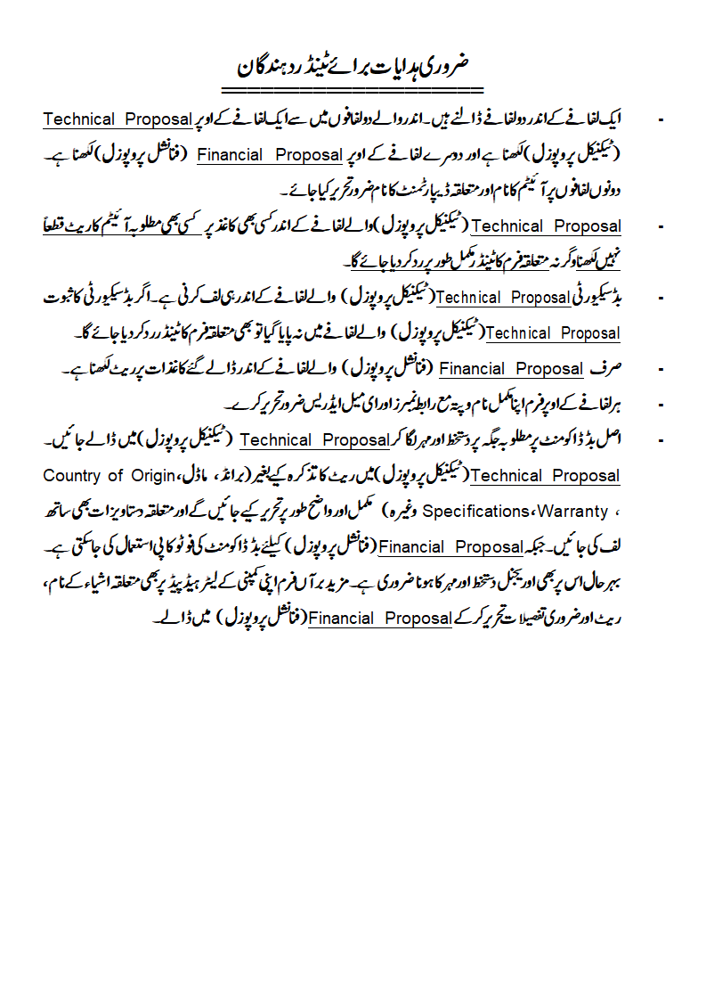 ضروری ہدایات برائے ٹینڈر دہندگان
- ایک لفافے کے اندر دو لفافے ڈالنے ہیں۔ اندر والے دو لفافوں میں سے ایک لفافے کے اوپر Technical Proposal
(ٹیکنیکل پروپوزل) لکھنا ہے اور دوسرے لفافے کے اوپر Financial Proposal (فنانشل پروپوزل) لکھنا ہے۔
دونوں لفافوں پر آئیٹم کا نام اور متعلقہ ڈیپارٹمنٹ کا نام ضرور تحریر کیا جائے ۔
- Technical Proposal (ٹیکنیکل پروپوزل) والے لفافے کے اندر کسی بھی کاغذ پر کسی بھی مطلوبہ آئیٹم کا ریٹ قطعاً
نہیں لکھنا وگرنہ متعلقہ فرم کا ٹینڈر مکمل طور پر رد کر دیا جائے گا۔
- بڈ سیکیورٹی Technical Proposal (ٹیکنیکل پروپوزل) والے لفافے کے اندر ہی لف کرنی ہے۔ اگر بڈ سیکیورٹی کا ثبوت
Technical Proposal (ٹیکنیکل پروپوزل) والے لفافے میں نہ پایا گیا تو بھی متعلقہ فرم کا ٹینڈر رد کر دیا جائے گا۔
- صرف Financial Proposal (فنانشل پروپوزل) والے لفافے کے اندر ڈالے گئے کاغذات پر ریٹ لکھنا ہے۔
- ہر لفافے کے اوپر فرم اپنا مکمل نام و پتہ مع رابطہ نمبرز اور ای میل ایڈریس ضرور تحریر کرے۔
- اصل بڈ ڈاکومنٹ پر مطلوبہ جگہ پر دستخط اور مہر لگا کر Technical Proposal (ٹیکنیکل پروپوزل) میں ڈالے جائیں۔
Technical Proposal (ٹیکنیکل پروپوزل) میں ریٹ کا تذکرہ کیے بغیر (برانڈ، ماڈل، Country of Origin
، Specifications، Warranty وغیرہ) مکمل اور واضح طور پر تحریر کیے جائیں گے اور متعلقہ دستاویزات بھی ساتھ
لف کی جائیں۔ جبکہ Financial Proposal (فنانشل پروپوزل) کیلئے بڈ ڈاکومنٹ کی فوٹو کاپی استعمال کی جا سکتی ہے۔
بہرحال اس پر بھی اوریجنل دستخط اور مہر کا ہونا ضروری ہے۔ مزید برآں فرم اپنی کمپنی کے لیٹر ہیڈ پیڈ پر بھی متعلقہ اشیاء کے نام،
ریٹ اور ضروری تفصیلات تحریر کر کے Financial Proposal (فنانشل پروپوزل) میں ڈالے۔